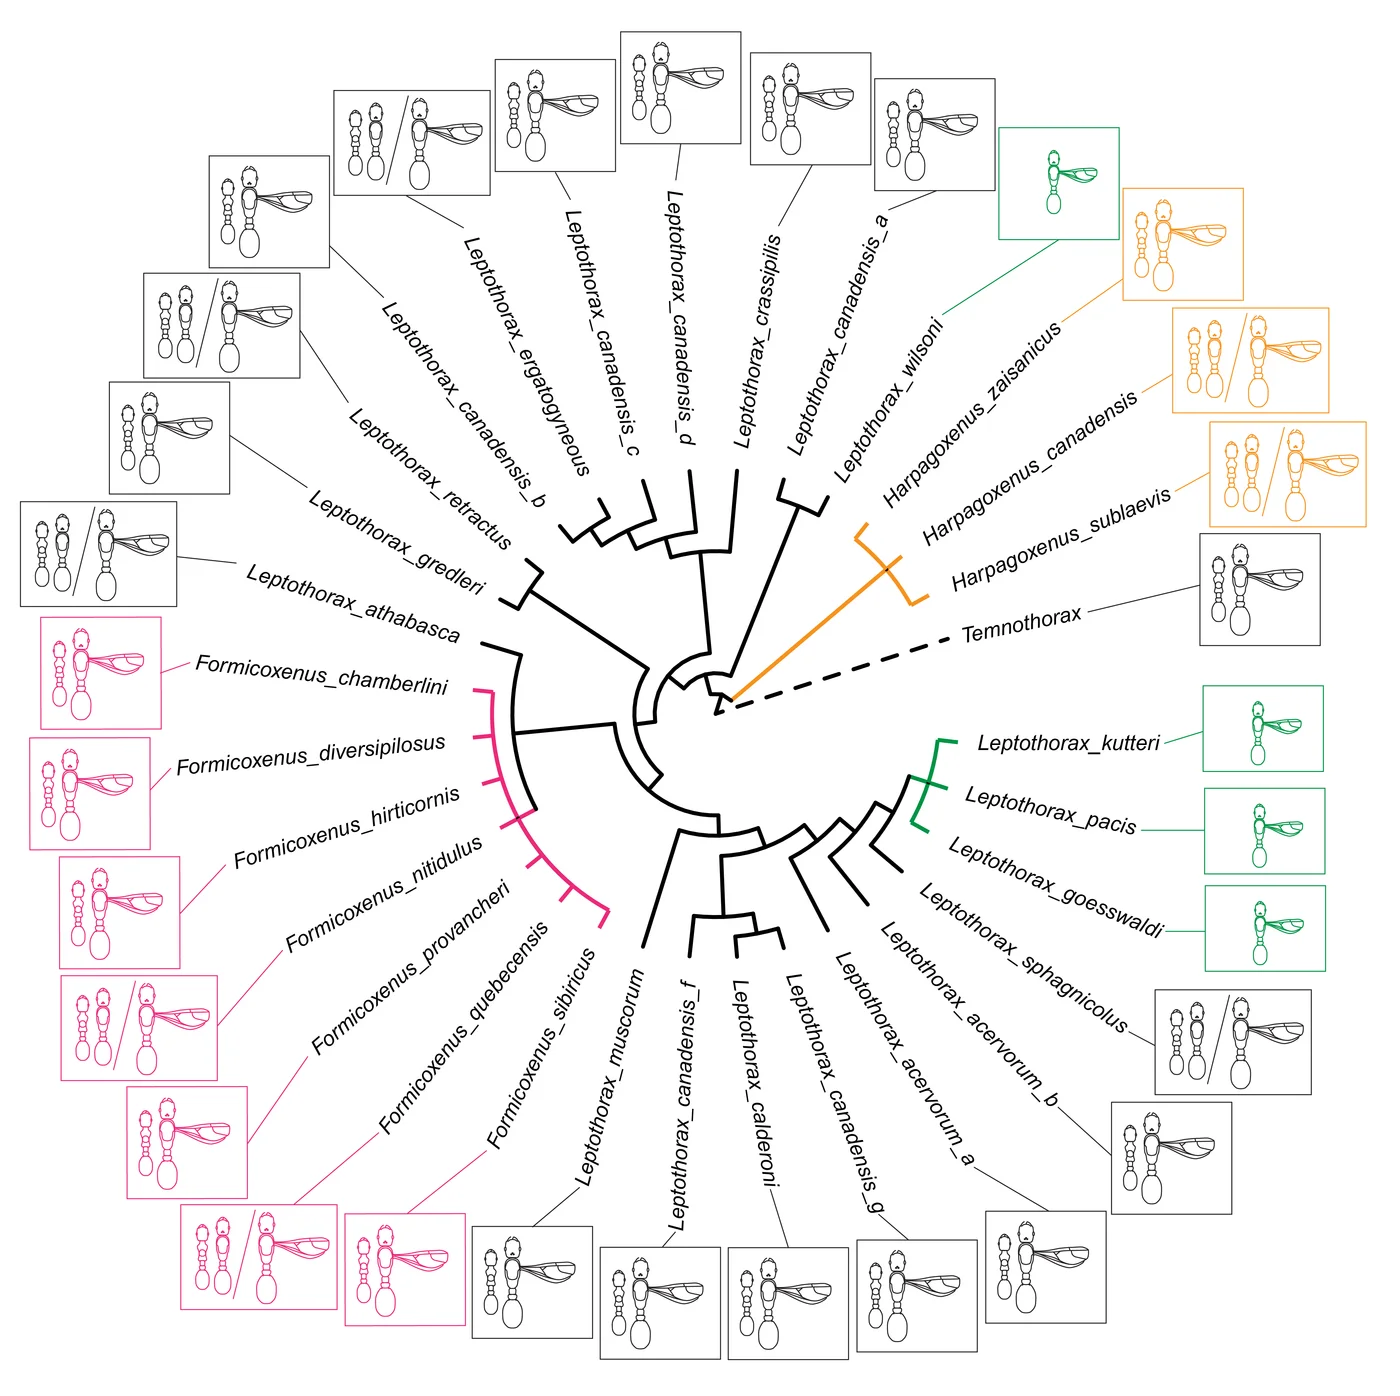 Leptothorax_canadensis_d
Leptothorax_crassipilis
Leptothorax_canadensis_a
Leptothorax_wilsoni
Harpagoxenus_zaisanicus
Harpagoxenus_canadensis
Harpagoxenus_sublaevis
Temnothorax
Leptothorax_kutteri
Leptothorax_pacis
Leptothorax_goesswaldi
Leptothorax_sphagnicolus
Leptothorax_acervorum_b
Leptothorax_acervorum_a
Leptothorax_canadensis_g
Leptothorax_calderoni
Leptothorax_canadensis_f
Leptothorax_muscorum
Formicoxenus_sibiricus
Formicoxenus_quebecensis
Formicoxenus_provancheri
Formicoxenus_nitidulus
Formicoxenus_hirticornis
Formicoxenus_diversipilosus
Formicoxenus_chamberlini
Leptothorax_athabasca
Leptothorax_gredleri
Leptothorax_retractus
Leptothorax_canadensis_b
Leptothorax_ergatogyneous
Leptothorax_canadensis_c